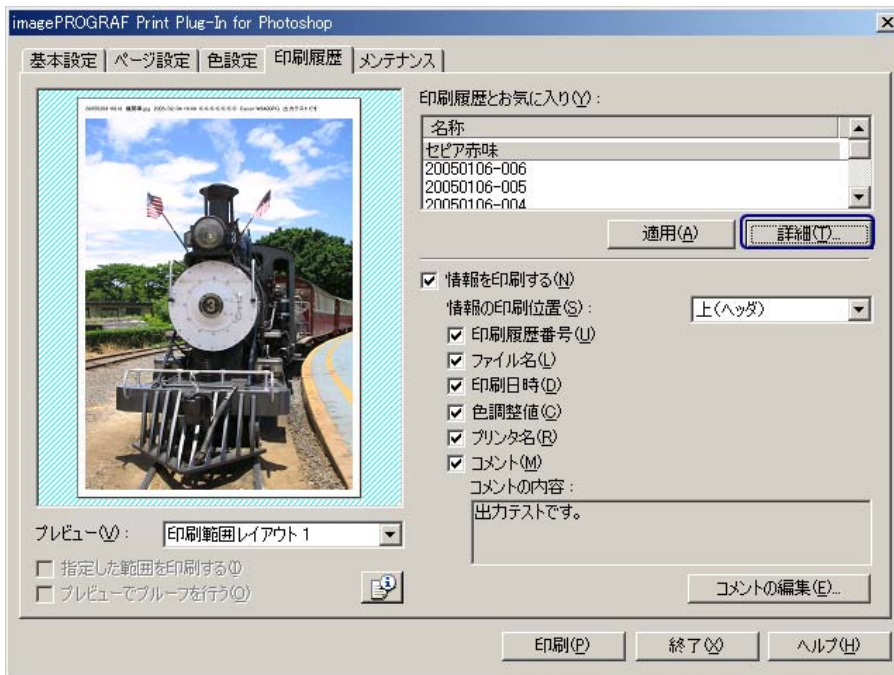 imagePROGRAF Print Plug-In for Photoshop
基本設定 ページ設定 色設定 印刷履歴 メンテナンス
印刷履歴とお気に入り(Y):
名称
セピア赤味
20050106-006
20050106-005
20050106-004
適用(A) 詳細(T)...
情報を印刷する(N)
情報の印刷位置(S): 上(ヘッダ)
印刷履歴番号(U)
ファイル名(L)
印刷日時(D)
色調整値(C)
プリンタ名(R)
コメント(M)
コメントの内容:
出力テストです。
コメントの編集(E)...
3
プレビュー(V): 印刷範囲レイアウト1
指定した範囲を印刷する(I)
プレビューでプルーフを行う(O)
印刷(P) 終了(X) ヘルプ(H)